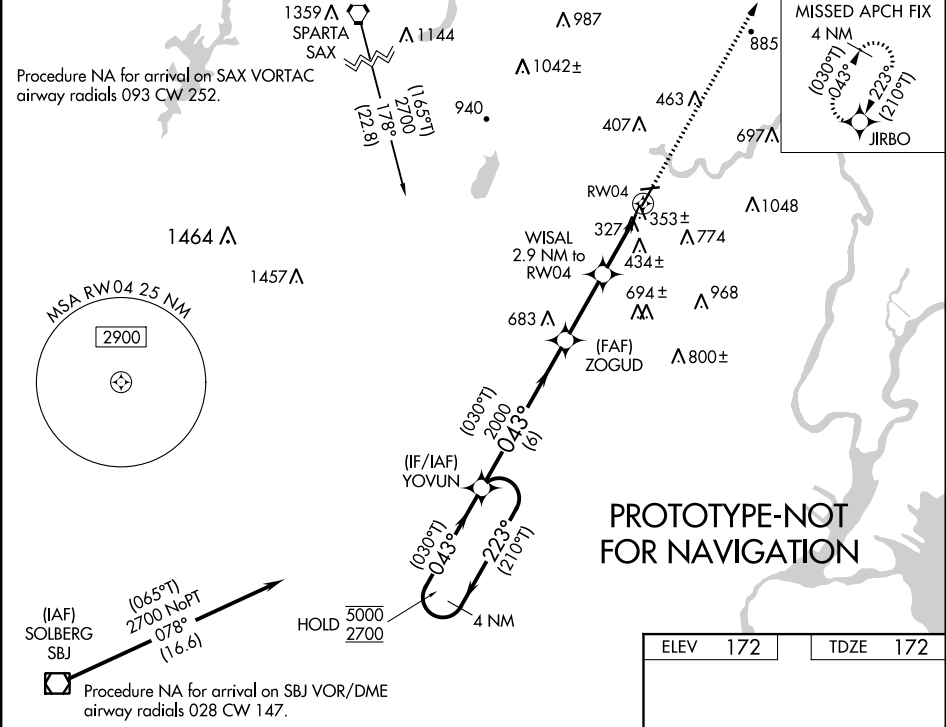 1359
SPARTA
SAX
1144
987
1042±
885
Procedure NA for arrival on SAX VORTAC
airway radials 093 CW 252.
(165°T)
2700
178°
(22.8)
940
463
407
697
MISSED APCH FIX
4 NM
(030°T)
043°
223°
(210°T)
JIRBO
RW04
353±
327
1048
774
434±
WISAL
2.9 NM to
RW04
1464
1457
694±
968
683
(FAF)
ZOGUD
800±
MSA RW04 25 NM
2900
(030°T)
2000
043°
(6)
(IF/IAF)
YOVUN
(030°T)
043°
223°
(210°T)
HOLD 5000
2700
4 NM
PROTOTYPE-NOT
FOR NAVIGATION
(IAF)
SOLBERG
SBJ
(065°T)
2700 NoPT
078°
(16.6)
Procedure NA for arrival on SBJ VOR/DME
airway radials 028 CW 147.
ELEV 172
TDZE 172